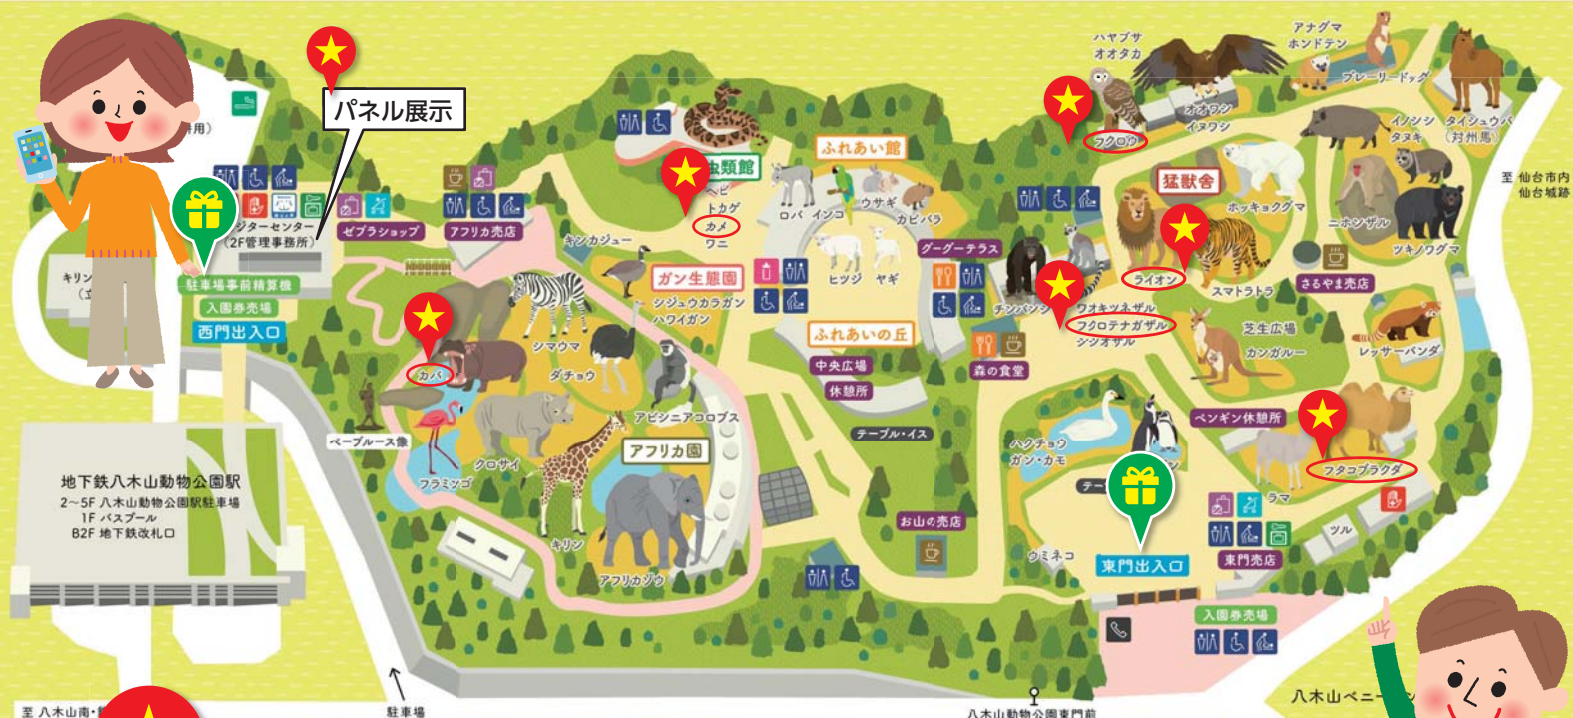 パネル展示
用)
ジターセンター
(2F管理事務所)
キリン
駐車場事前精算機
入園券売場
西門出入口
ゼブラショップ
アフリカ売店
虫類館
ヘビ
トカゲ
カメ
ワニ
キンカジュー
ガン生態園
シジュウカラガン
ハワイガン
シマウマ
ダチョウ
カバ
アビシニアコロブス
ベーブルース像
クロサイ
フラミンゴ
アフリカ園
キリン
アフリカゾウ
地下鉄八木山動物公園駅
2〜5F 八木山動物公園駅駐車場
1F バスプール
B2F 地下鉄改札口
ふれあい館
ロバ
インコ
ウサギ
カピバラ
ヒツジ
ヤギ
グーグーテラス
ふれあいの丘
中央広場
休憩所
森の食堂
テーブル・イス
お山の売店
ハヤブサ
オオタカ
フクロウ
オオワシ
イヌワシ
アナグマ
ホンドテン
プレーリードッグ
イノシシ
タヌキ
タイシュウバ
(対州馬)
至 仙台市内
仙台城跡
猛獣舎
ホッキョクグマ
ニホンザル
ツキノワグマ
ライオン
スマトラトラ
さるやま売店
チンパンジー
ワオキツネザル
フクロテナガザル
シシオザル
芝生広場
カンガルー
レッサーパンダ
ペンギン休憩所
フタコブラクダ
ラマ
ツル
ハクチョウ
ガン・カモ
ン
テー
ウミネコ
東門出入口
東門売店
入園券売場
至 八木山南・
駐車場
八木山動物公園東門前
八木山ベニー